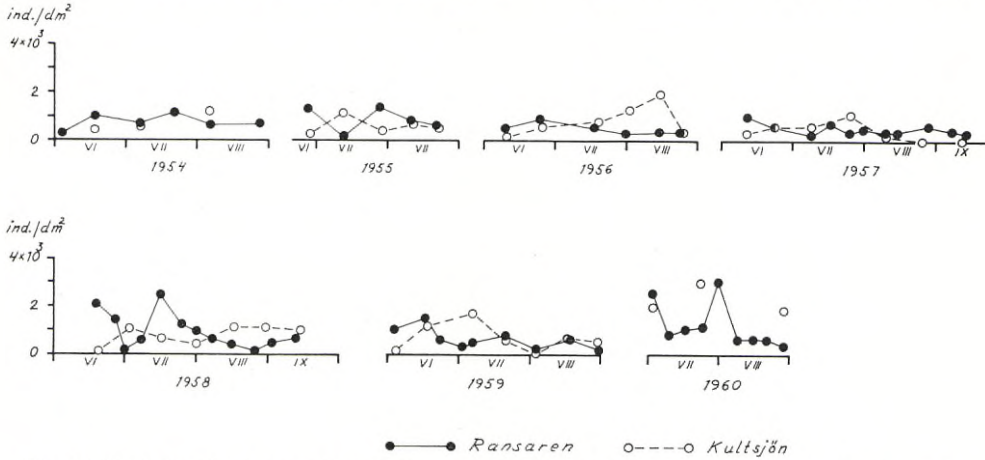 ind./dm²
4×10³
2
0
VI VII VIII
1954
VI VII VII
1955
VI VII VIII
1956
VI VII VIII IX
1957
ind./dm²
4×10³
2
0
VI VII VIII IX
1958
VI VII VIII
1959
VII VIII
1960
Ransaren Kultsjön